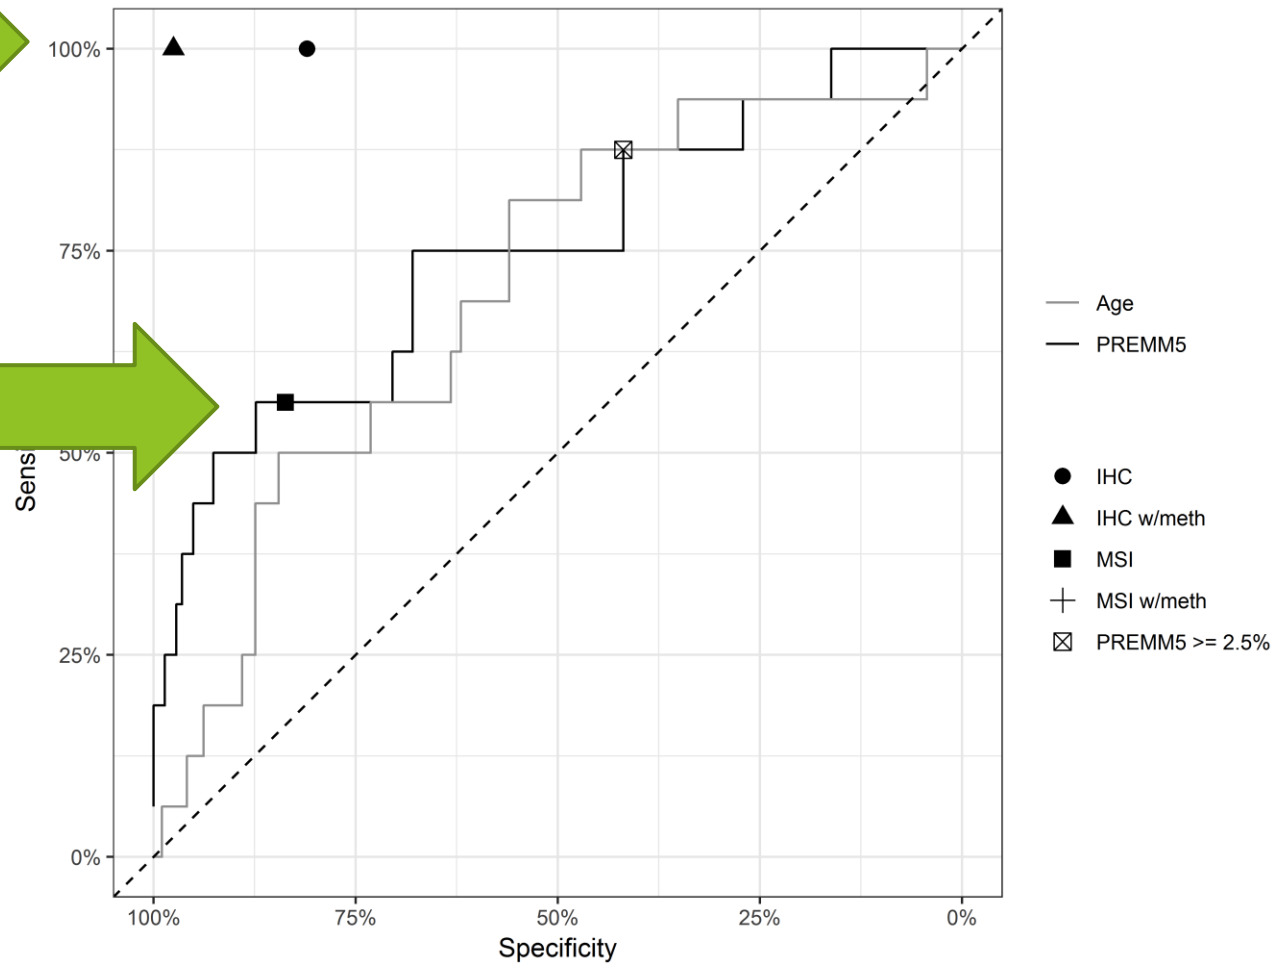 100%
75%
50%
25%
0%
Sens
100%
75%
50%
25%
0%
Specificity
Age
PREMM5
IHC
IHC w/meth
MSI
MSI w/meth
PREMM5 >= 2.5%